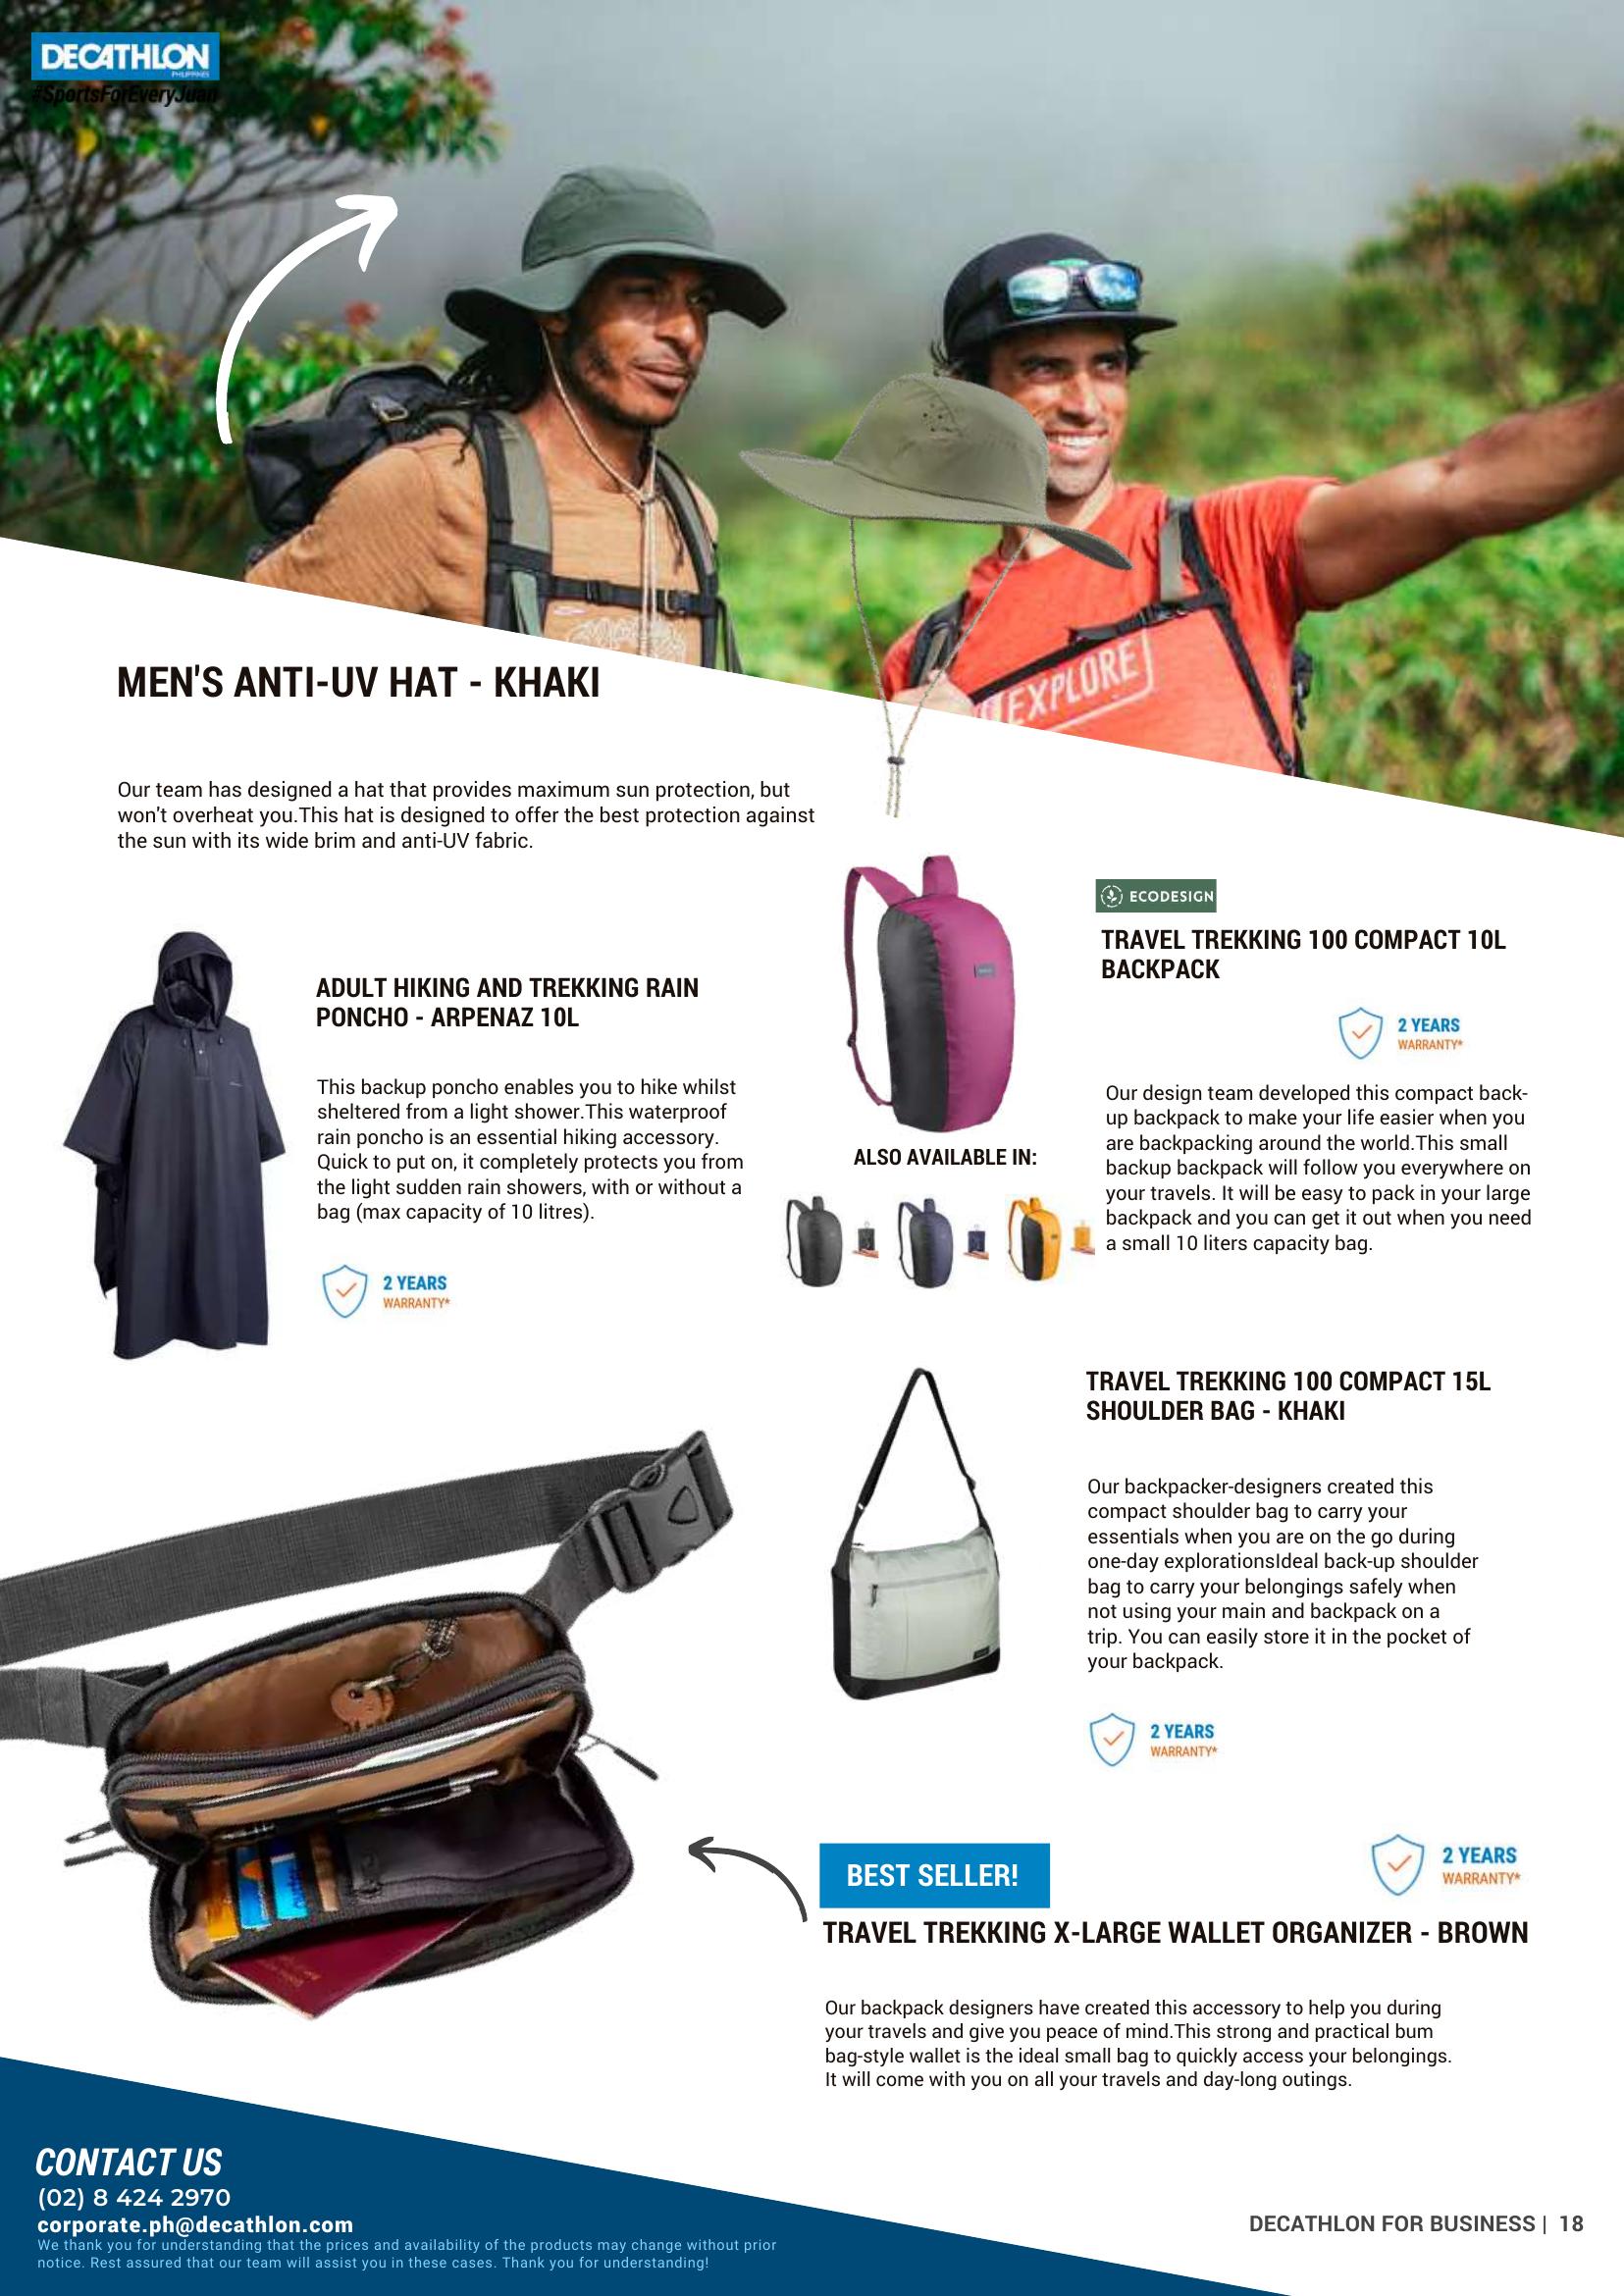 DECATHLON
PHILIPPINES
#SportsForEveryJuan
EXPLORE
MEN'S ANTI-UV HAT - KHAKI
Our team has designed a hat that provides maximum sun protection, but
won't overheat you.This hat is designed to offer the best protection against
the sun with its wide brim and anti-UV fabric.
ADULT HIKING AND TREKKING RAIN
PONCHO - ARPENAZ 10L
This backup poncho enables you to hike whilst
sheltered from a light shower.This waterproof
rain poncho is an essential hiking accessory.
Quick to put on, it completely protects you from
the light sudden rain showers, with or without a
bag (max capacity of 10 litres).
2 YEARS
WARRANTY*
ECODESIGN
TRAVEL TREKKING 100 COMPACT 10L
BACKPACK
2 YEARS
WARRANTY*
Our design team developed this compact back-
up backpack to make your life easier when you
are backpacking around the world.This small
backup backpack will follow you everywhere on
your travels. It will be easy to pack in your large
backpack and you can get it out when you need
a small 10 liters capacity bag.
ALSO AVAILABLE IN:
TRAVEL TREKKING 100 COMPACT 15L
SHOULDER BAG - KHAKI
Our backpacker-designers created this
compact shoulder bag to carry your
essentials when you are on the go during
one-day explorationsIdeal back-up shoulder
bag to carry your belongings safely when
not using your main and backpack on a
trip. You can easily store it in the pocket of
your backpack.
2 YEARS
WARRANTY*
BEST SELLER!
2 YEARS
WARRANTY*
TRAVEL TREKKING X-LARGE WALLET ORGANIZER - BROWN
Our backpack designers have created this accessory to help you during
your travels and give you peace of mind.This strong and practical bum
bag-style wallet is the ideal small bag to quickly access your belongings.
It will come with you on all your travels and day-long outings.
CONTACT US
(02) 8 424 2970
corporate.ph@decathlon.com
We thank you for understanding that the prices and availability of the products may change without prior
notice. Rest assured that our team will assist you in these cases. Thank you for understanding!
DECATHLON FOR BUSINESS | 18